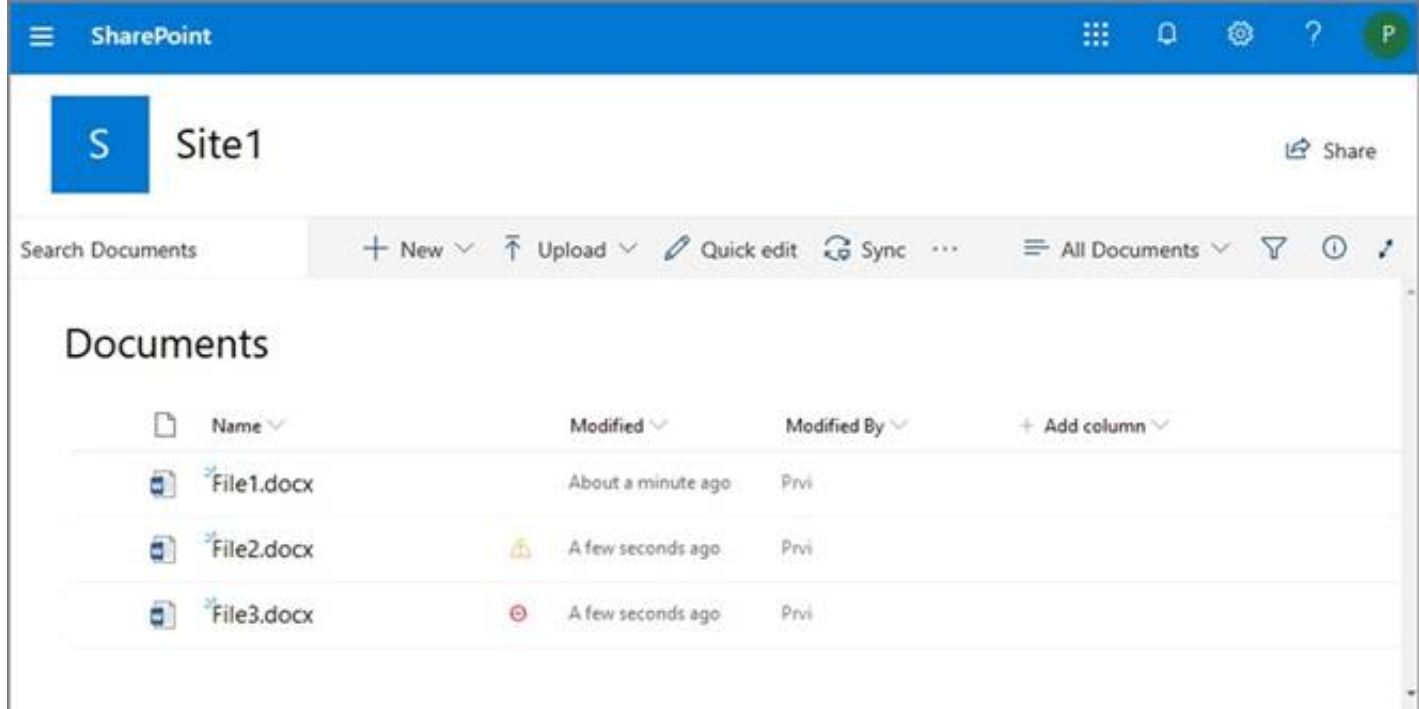 SharePoint ? P
S Site1 Share
Search Documents + New Upload Quick edit Sync ... All Documents
Documents
Name Modified Modified By + Add column
File1.docx About a minute ago Prvi
File2.docx A few seconds ago Prvi
File3.docx A few seconds ago Prvi